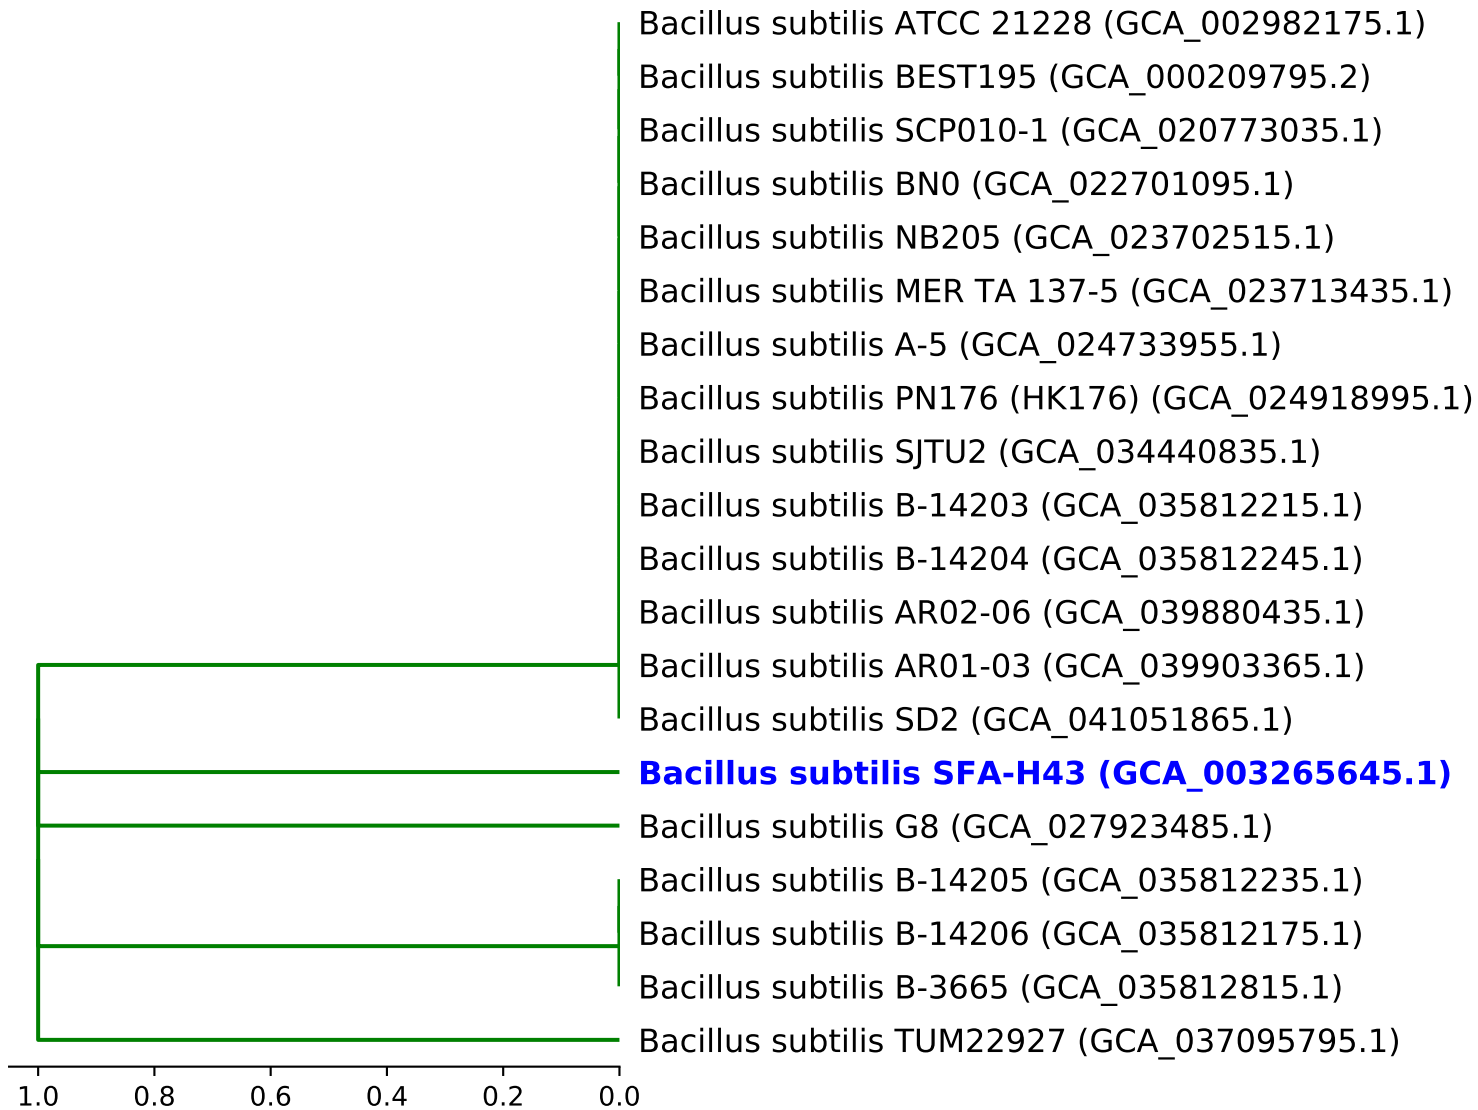 Bacillus subtilis ATCC 21228 (GCA_002982175.1)
Bacillus subtilis BEST195 (GCA_000209795.2)
Bacillus subtilis SCP010-1 (GCA_020773035.1)
Bacillus subtilis BN0 (GCA_022701095.1)
Bacillus subtilis NB205 (GCA_023702515.1)
Bacillus subtilis MER TA 137-5 (GCA_023713435.1)
Bacillus subtilis A-5 (GCA_024733955.1)
Bacillus subtilis PN176 (HK176) (GCA_024918995.1)
Bacillus subtilis SJTU2 (GCA_034440835.1)
Bacillus subtilis B-14203 (GCA_035812215.1)
Bacillus subtilis B-14204 (GCA_035812245.1)
Bacillus subtilis AR02-06 (GCA_039880435.1)
Bacillus subtilis AR01-03 (GCA_039903365.1)
Bacillus subtilis SD2 (GCA_041051865.1)
Bacillus subtilis SFA-H43 (GCA_003265645.1)
Bacillus subtilis G8 (GCA_027923485.1)
Bacillus subtilis B-14205 (GCA_035812235.1)
Bacillus subtilis B-14206 (GCA_035812175.1)
Bacillus subtilis B-3665 (GCA_035812815.1)
Bacillus subtilis TUM22927 (GCA_037095795.1)
1.0 0.8 0.6 0.4 0.2 0.0